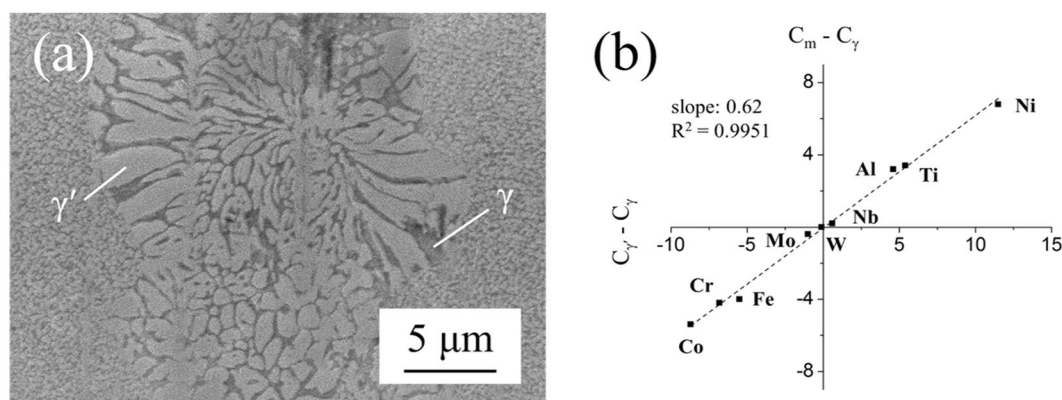 (a)
γ'
γ
5 μm
(b)
C_m - C_γ
slope: 0.62
R² = 0.9951
8
Ni
4
Al
Ti
Nb
Mo
W
-10
-5
0
5
10
15
C_γ' - C_γ
Cr
Fe
-4
Co
-8